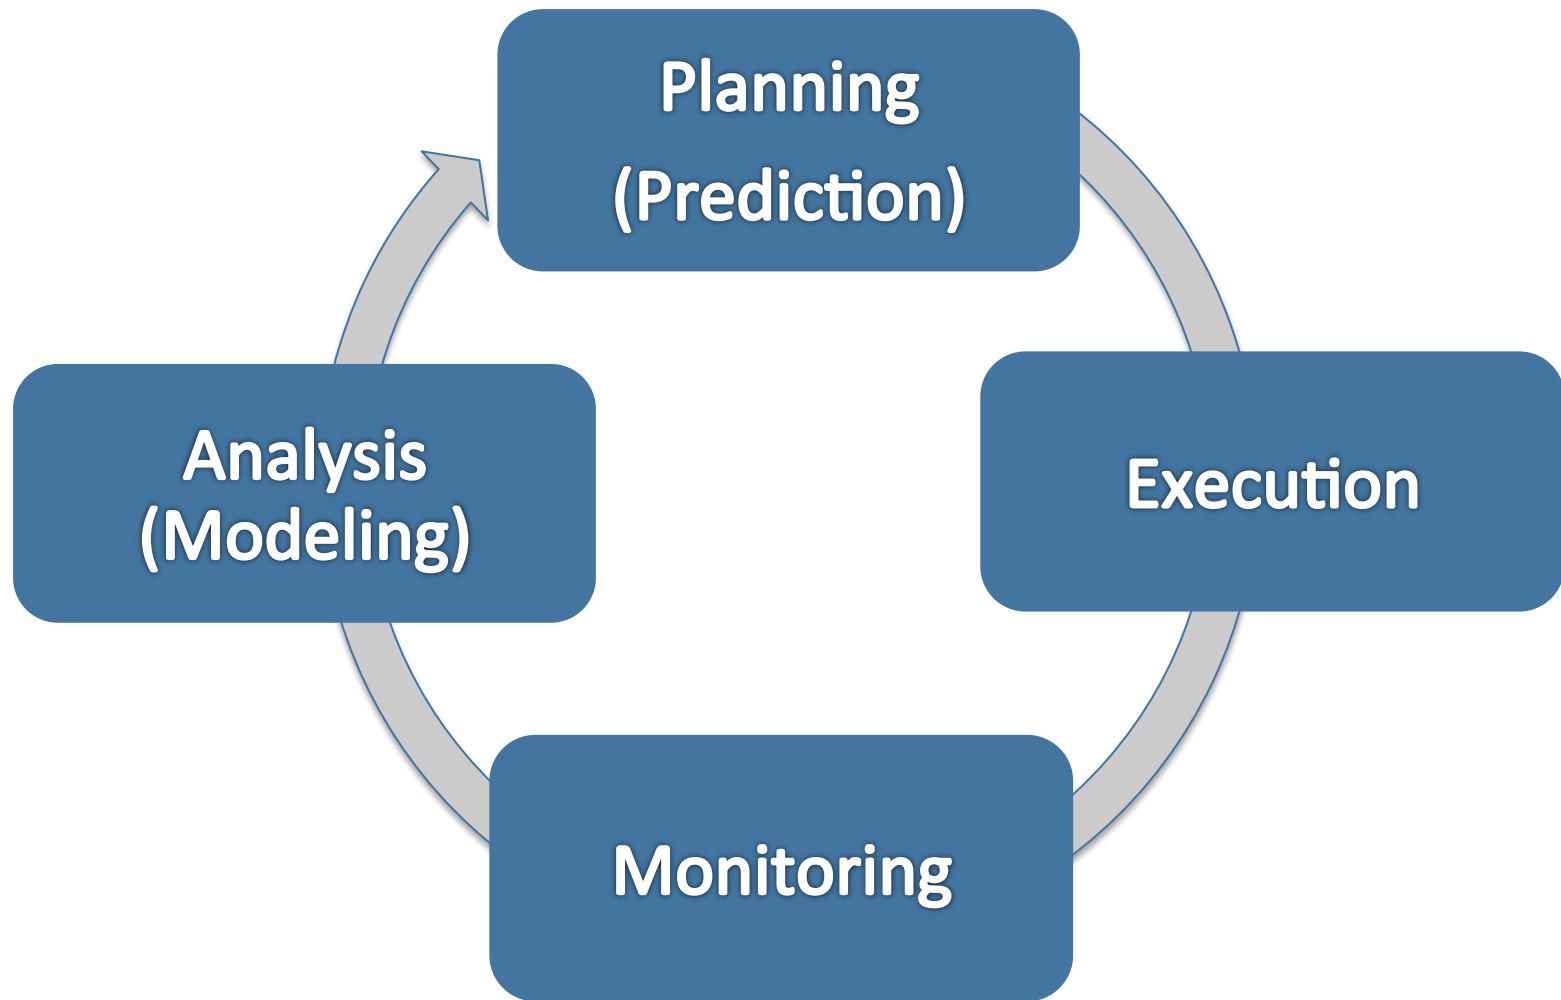 Planning
(Prediction)
Analysis
(Modeling)
Execution
Monitoring